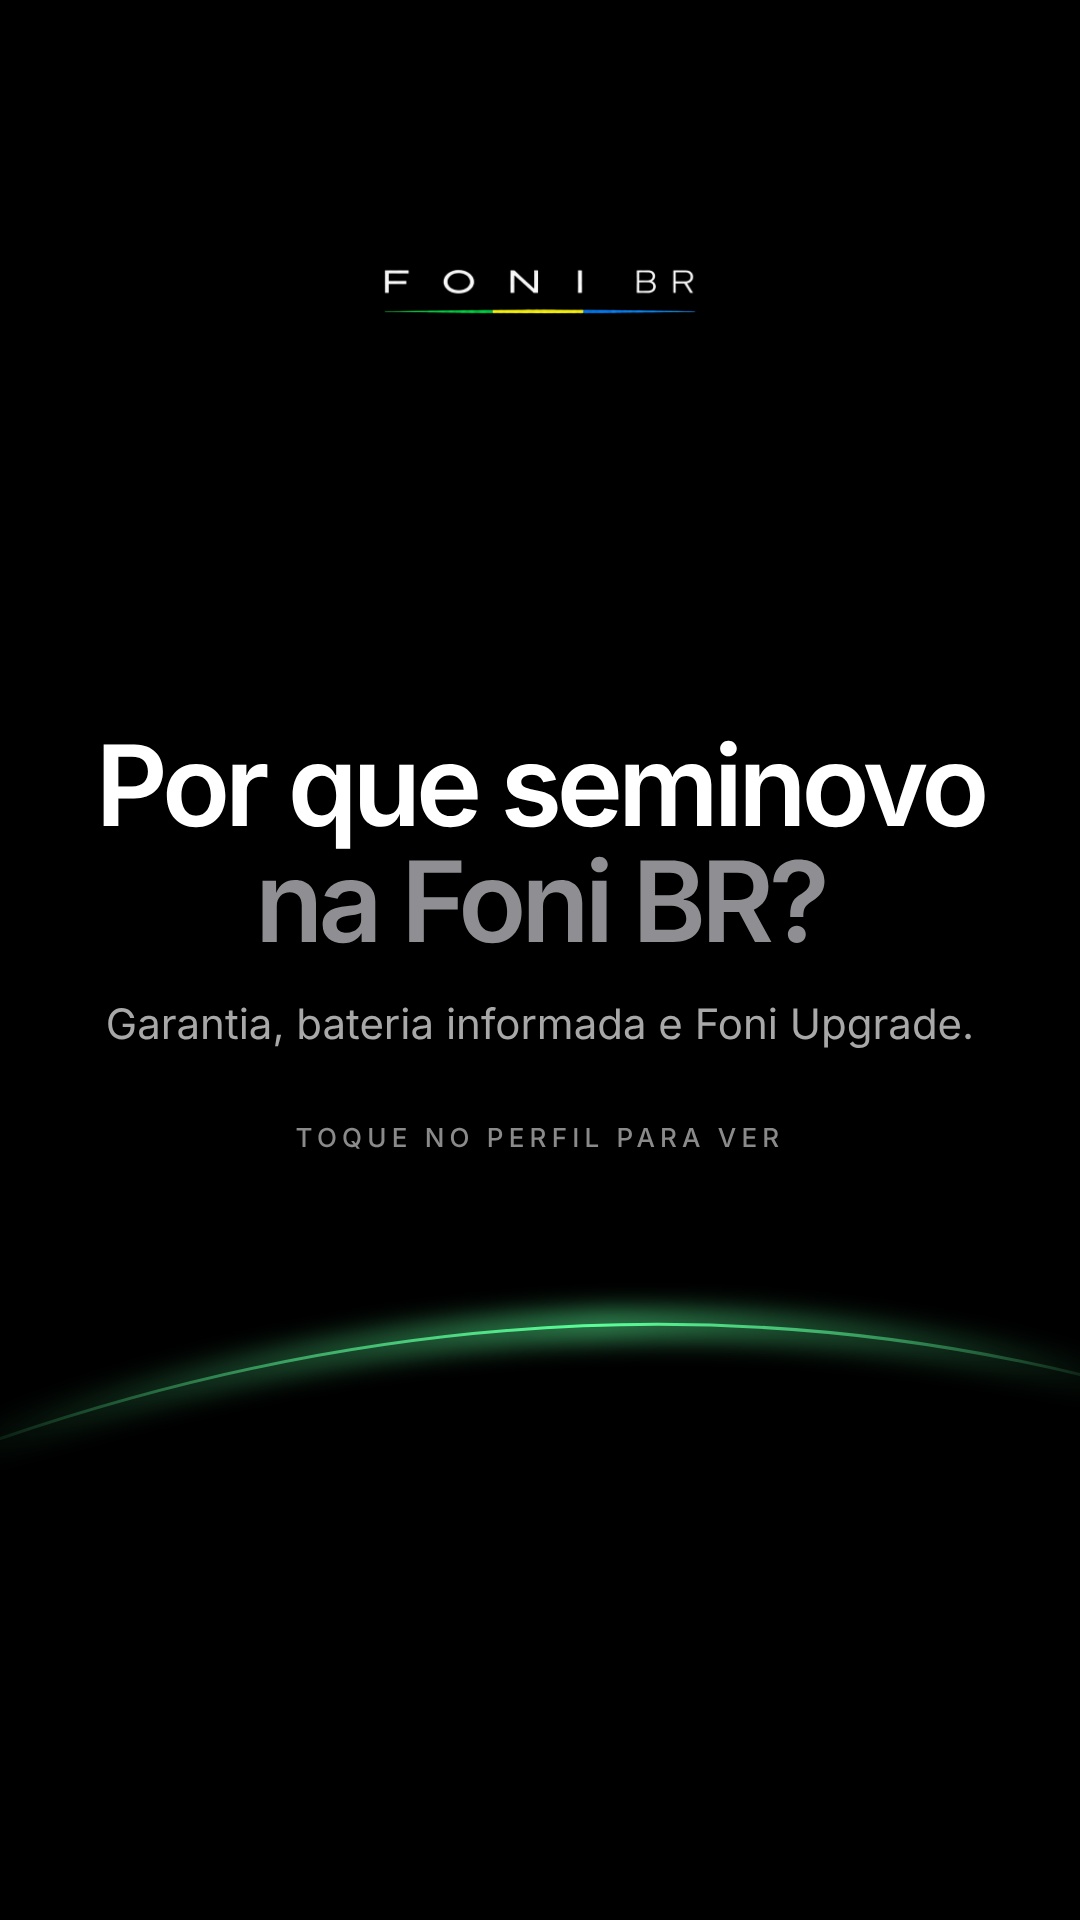 FONI BR
Por que seminovo
na Foni BR?
Garantia, bateria informada e Foni Upgrade.
TOQUE NO PERFIL PARA VER